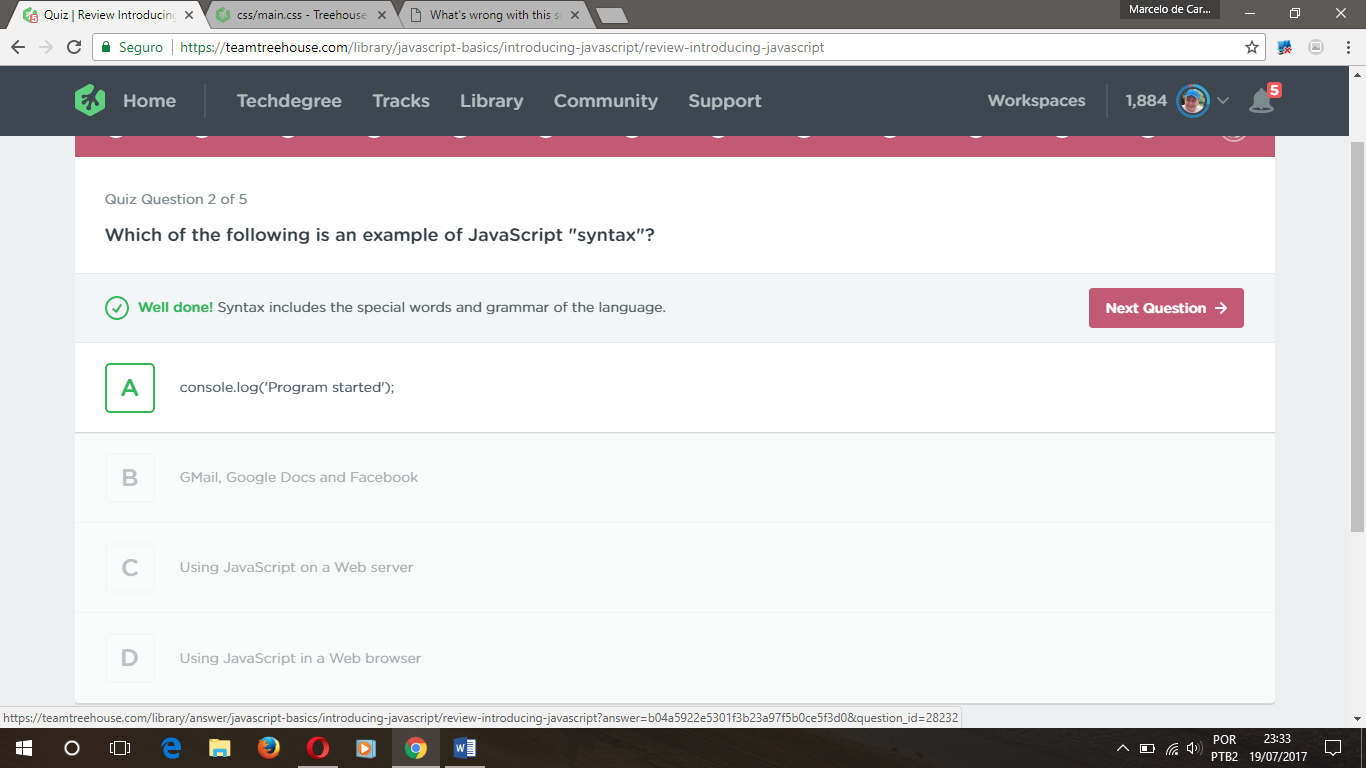 Quiz | Review Introducing
css/main.css - Treehouse
What's wrong with this s
Marcelo de Car...
Seguro
https://teamtreehouse.com/library/javascript-basics/introducing-javascript/review-introducing-javascript
Home
Techdegree
Tracks
Library
Community
Support
Workspaces
1,884
5
Quiz Question 2 of 5
Which of the following is an example of JavaScript "syntax"?
Well done! Syntax includes the special words and grammar of the language.
Next Question →
A
console.log('Program started');
B
GMail, Google Docs and Facebook
C
Using JavaScript on a Web server
D
Using JavaScript in a Web browser
https://teamtreehouse.com/library/answer/javascript-basics/introducing-javascript/review-introducing-javascript?answer=b04a5922e5301f3b23a97f5b0ce5f3d0&question_id=28232
POR
PTB2
23:33
19/07/2017